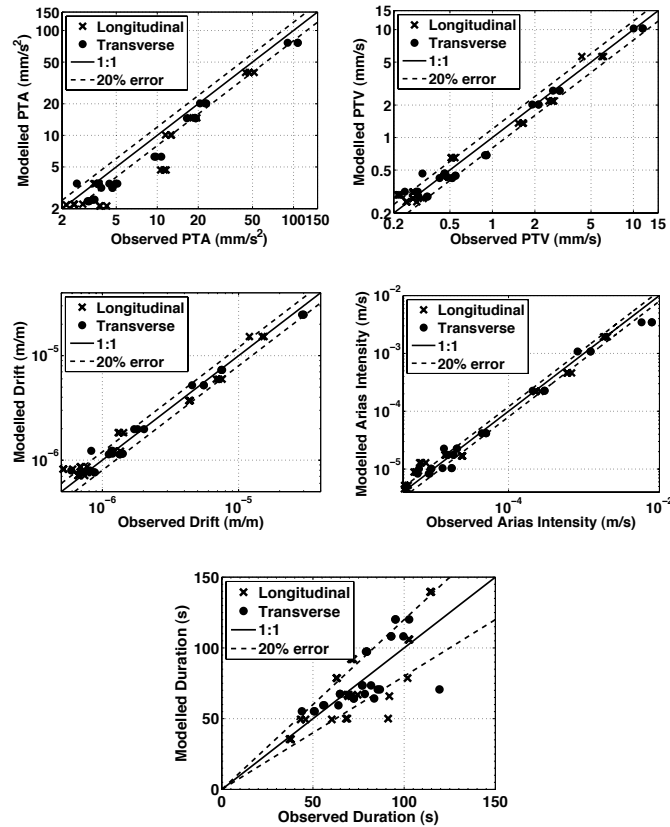 150
100
50
20
10
5
2
2 5 10 20 50 100 150
Modelled PTA (mm/s²)
Observed PTA (mm/s²)
Longitudinal
Transverse
1:1
20% error
15
10
5
2
1
0.5
0.2
0.2 0.5 1 2 5 10 15
Modelled PTV (mm/s)
Observed PTV (mm/s)
Longitudinal
Transverse
1:1
20% error
10⁻⁵
10⁻⁶
10⁻⁶ 10⁻⁵
Modelled Drift (m/m)
Observed Drift (m/m)
Longitudinal
Transverse
1:1
20% error
10⁻²
10⁻³
10⁻⁴
10⁻⁵
10⁻⁴ 10⁻²
Modelled Arias Intensity (m/s)
Observed Arias Intensity (m/s)
Longitudinal
Transverse
1:1
20% error
150
100
50
0
0 50 100 150
Modelled Duration (s)
Observed Duration (s)
Longitudinal
Transverse
1:1
20% error